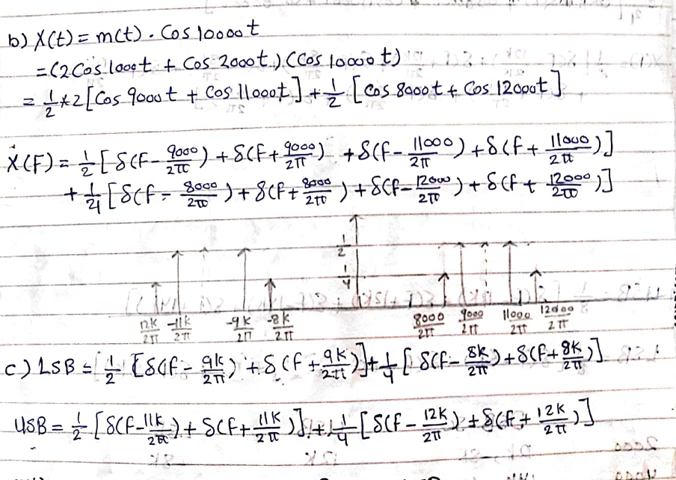 b) X(t) = m(t) · Cos 10000t
= (2Cos 1000t + Cos 2000t).(Cos 10000t)
= 1/2 * 2 [Cos 9000t + Cos 11000t] + 1/2 [Cos 8000t + Cos 12000t]
X(F) = 1/2 [δ(F - 9000/2π) + δ(F + 9000/2π) + δ(F - 11000/2π) + δ(F + 11000/2π)]
+ 1/4 [δ(F - 8000/2π) + δ(F + 8000/2π) + δ(F - 12000/2π) + δ(F + 12000/2π)]
1/2
1/4
12K/2π -11K/2π -9K/2π -8K/2π 8000/2π 9000/2π 11000/2π 12000/2π
c) LSB = 1/2 [δ(F - 9K/2π) + δ(F + 9K/2π)] + 1/4 [δ(F - 8K/2π) + δ(F + 8K/2π)]
USB = 1/2 [δ(F - 11K/2π) + δ(F + 11K/2π)] + 1/4 [δ(F - 12K/2π) + δ(F + 12K/2π)]